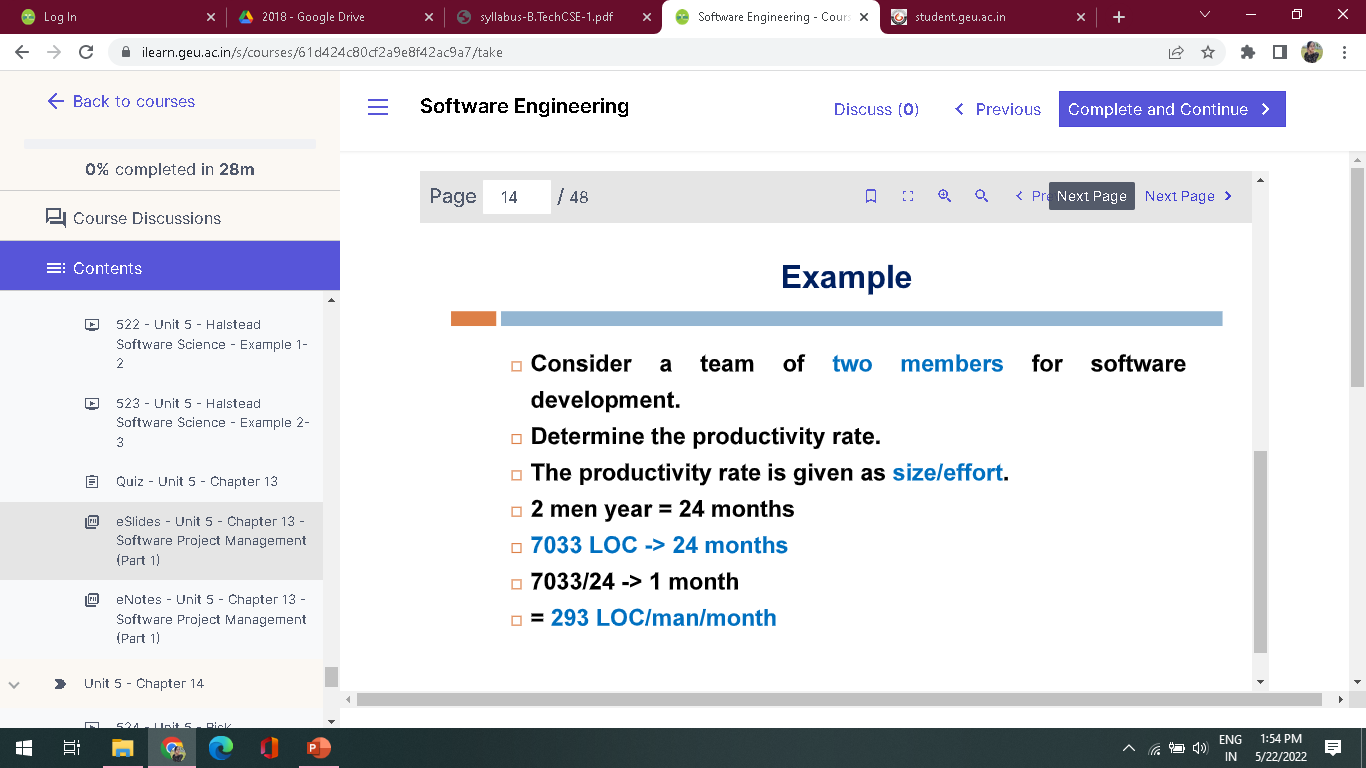 Log In
2018 - Google Drive
syllabus-B.TechCSE-1.pdf
Software Engineering - Cour
student.geu.ac.in
ilearn.geu.ac.in/s/courses/61d424c80cf2a9e8f42ac9a7/take
Back to courses
0% completed in 28m
Course Discussions
Contents
522 - Unit 5 - Halstead
Software Science - Example 1-
2
523 - Unit 5 - Halstead
Software Science - Example 2-
3
Quiz - Unit 5 - Chapter 13
eSlides - Unit 5 - Chapter 13 -
Software Project Management
(Part 1)
eNotes - Unit 5 - Chapter 13 -
Software Project Management
(Part 1)
Unit 5 - Chapter 14
524 - Unit 5 - Risk
Software Engineering
Discuss (0)
Previous
Complete and Continue
Page 14 / 48
Pre
Next Page
Next Page
Example
Consider a team of two members for software
development.
Determine the productivity rate.
The productivity rate is given as size/effort.
2 men year = 24 months
7033 LOC -> 24 months
7033/24 -> 1 month
= 293 LOC/man/month
ENG
IN
1:54 PM
5/22/2022